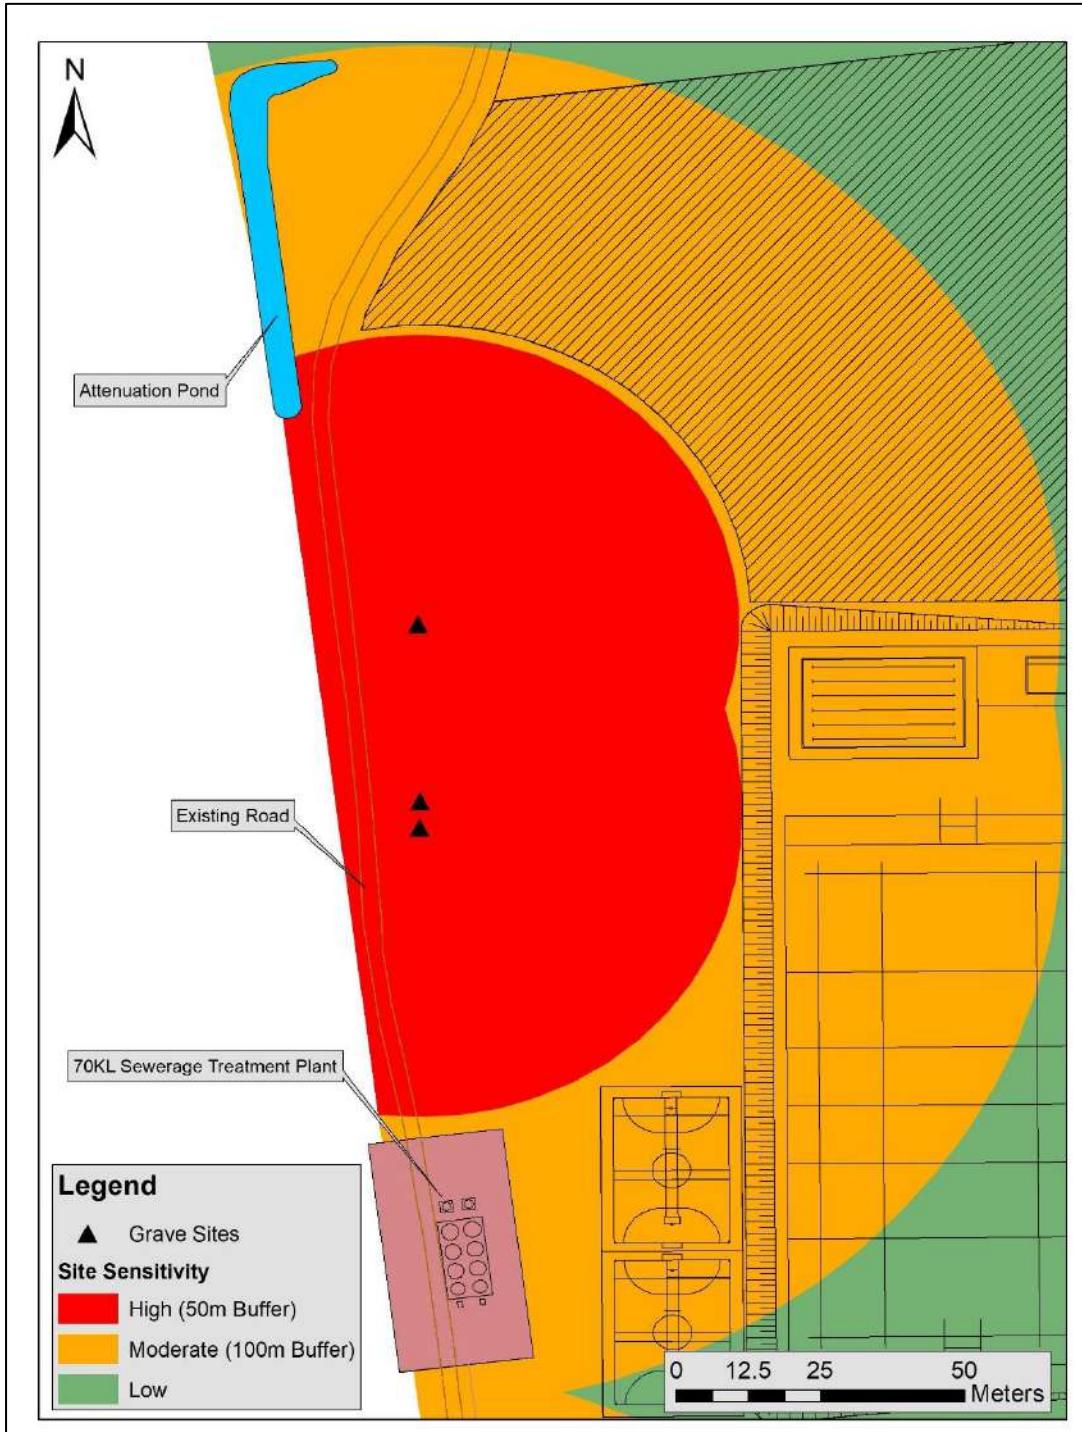 N
Attenuation Pond
Existing Road
70KL Sewerage Treatment Plant
Legend
Grave Sites
Site Sensitivity
High (50m Buffer)
Moderate (100m Buffer)
Low
0 12.5 25 50
Meters